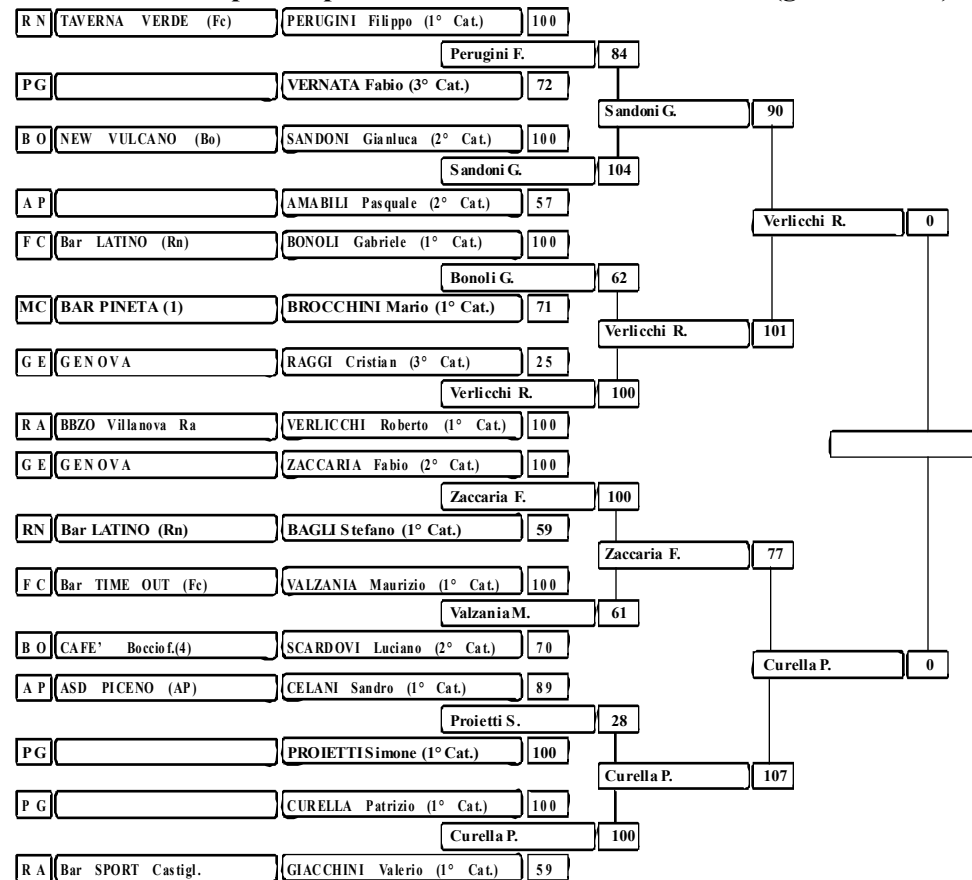 R N TAVERNA VERDE (Fc) PERUGINI Filippo (1° Cat.) 100
Perugini F. 84
PG VERNATA Fabio (3° Cat.) 72
Sandoni G. 90
B O NEW VULCANO (Bo) SANDONI Gianluca (2° Cat.) 100
Sandoni G. 104
A P AMABILI Pasquale (2° Cat.) 57
Verlicchi R. 0
F C Bar LATINO (Rn) BONOLI Gabriele (1° Cat.) 100
Bonoli G. 62
MC BAR PINETA (1) BROCCHINI Mario (1° Cat.) 71
Verlicchi R. 101
G E GENOVA RAGGI Cristian (3° Cat.) 25
Verlicchi R. 100
R A BBZO Villanova Ra VERLICCHI Roberto (1° Cat.) 100
G E GENOVA ZACCARIA Fabio (2° Cat.) 100
Zaccaria F. 100
RN Bar LATINO (Rn) BAGLI Stefano (1° Cat.) 59
Zaccaria F. 77
F C Bar TIME OUT (Fc) VALZANIA Maurizio (1° Cat.) 100
Valzania M. 61
B O CAFE’ Bocciof.(4) SCARDOVI Luciano (2° Cat.) 70
Curella P. 0
A P ASD PICENO (AP) CELANI Sandro (1° Cat.) 89
Proietti S. 28
PG PROIETTI Simone (1° Cat.) 100
Curella P. 107
P G CURELLA Patrizio (1° Cat.) 100
Curella P. 100
R A Bar SPORT Castigl. GIACCHINI Valerio (1° Cat.) 59